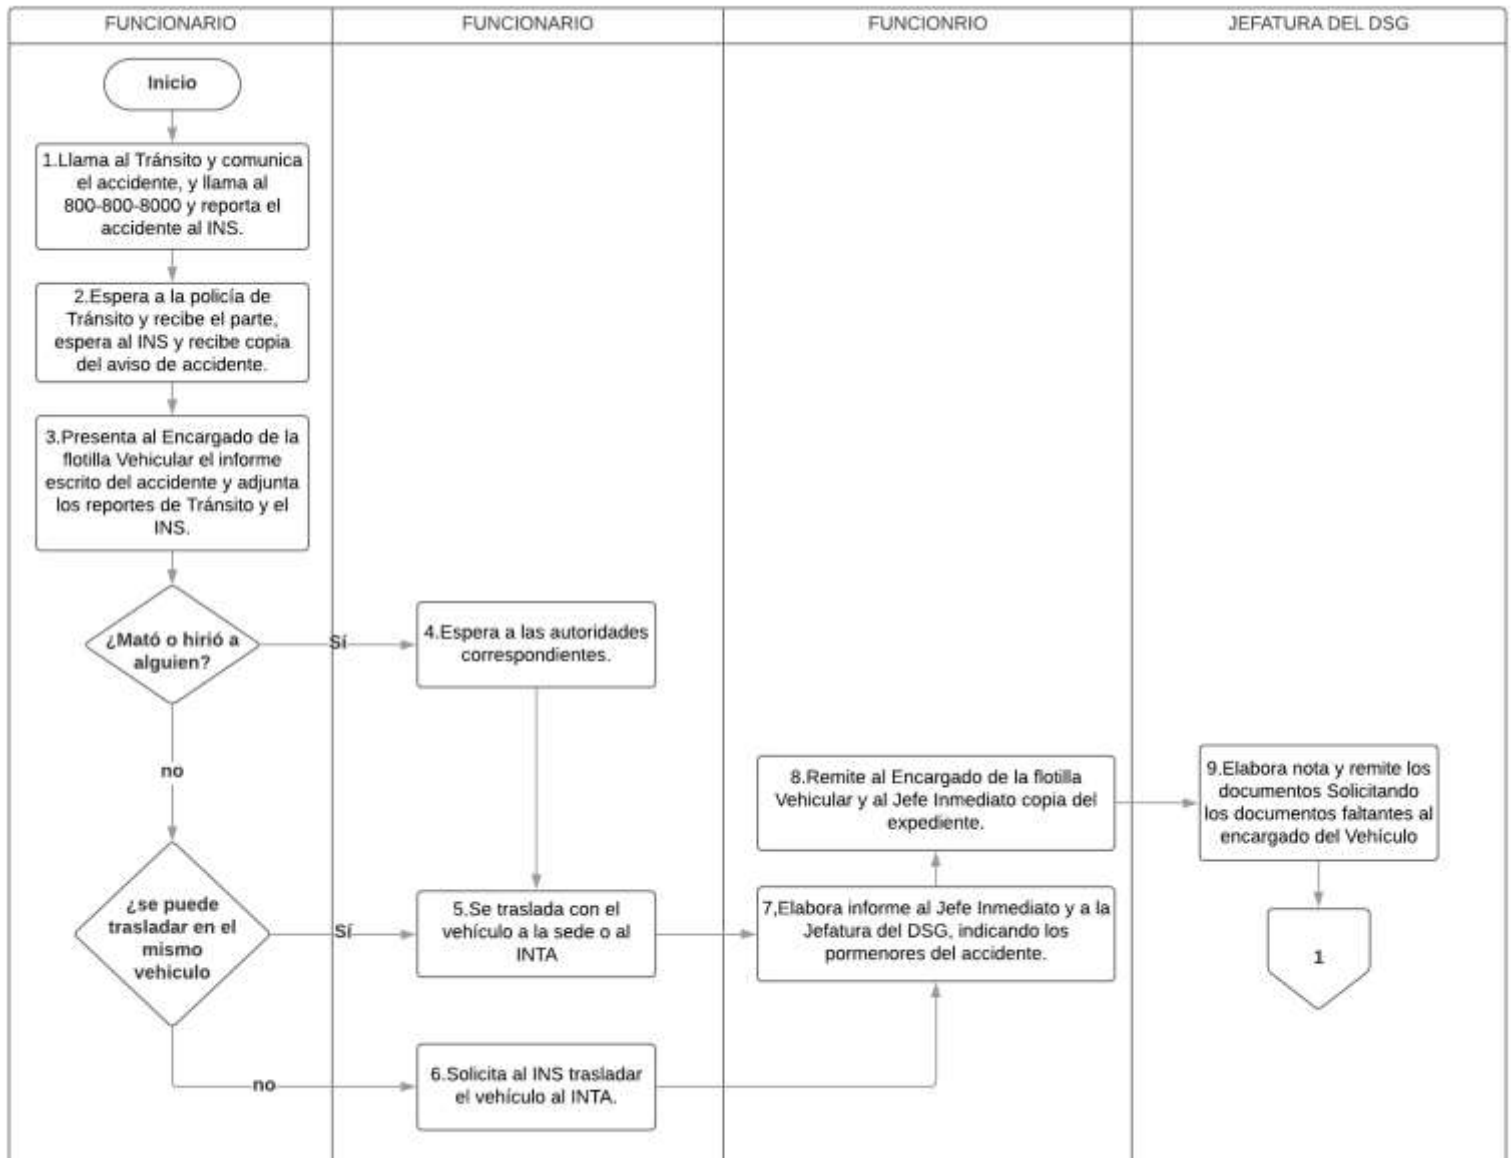 FUNCIONARIO
FUNCIONARIO
FUNCIONRIO
JEFATURA DEL DSG
Inicio
1.Llama al Tránsito y comunica
el accidente, y llama al
800-800-8000 y reporta el
accidente al INS.
2.Espera a la policía de
Tránsito y recibe el parte,
espera al INS y recibe copia
del aviso de accidente.
3.Presenta al Encargado de la
flotilla Vehicular el informe
escrito del accidente y adjunta
los reportes de Tránsito y el
INS.
¿Mató o hirió a
alguien?
Sí
4.Espera a las autoridades
correspondientes.
no
¿se puede
trasladar en el
mismo
vehiculo
Sí
5.Se traslada con el
vehículo a la sede o al
INTA
no
6.Solicita al INS trasladar
el vehículo al INTA.
7,Elabora informe al Jefe Inmediato y a la
Jefatura del DSG, indicando los
pormenores del accidente.
8.Remite al Encargado de la flotilla
Vehicular y al Jefe Inmediato copia del
expediente.
9.Elabora nota y remite los
documentos Solicitando
los documentos faltantes al
encargado del Vehículo
1